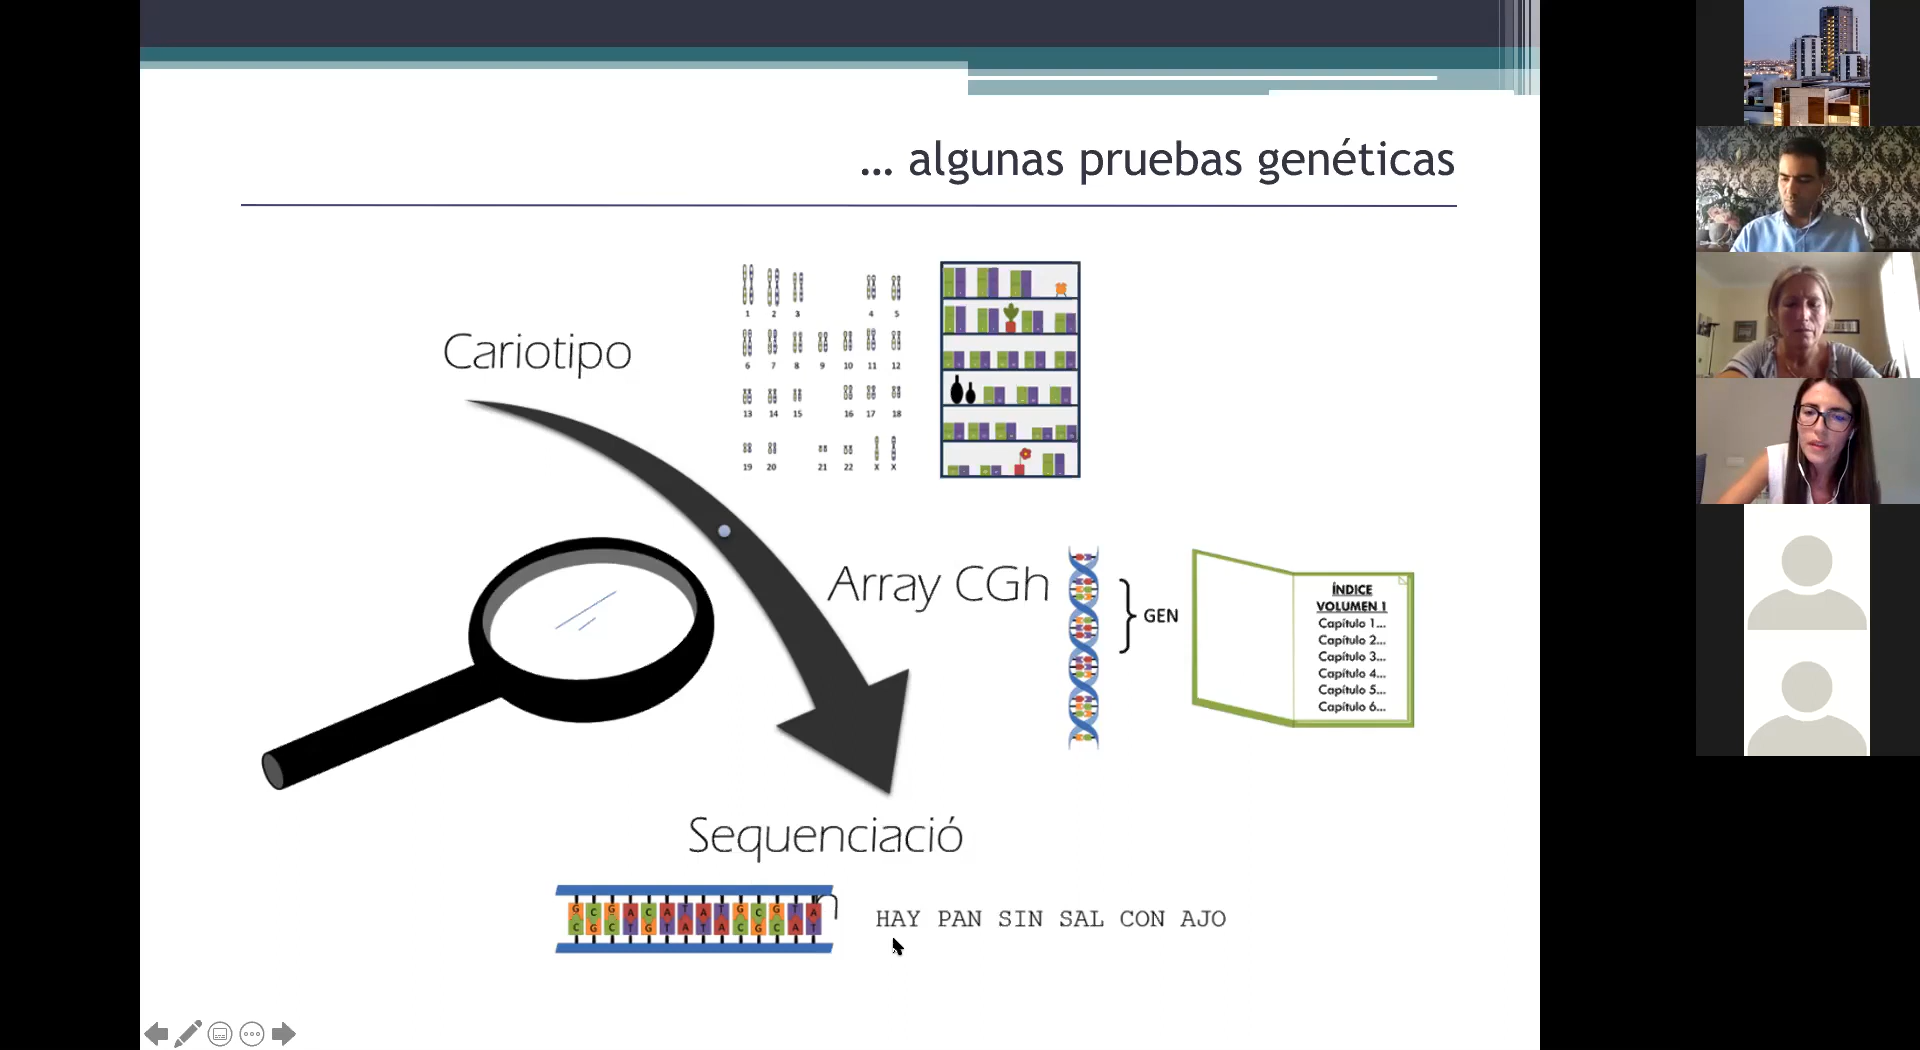 ... algunas pruebas genéticas
Cariotipo
1 2 3 4 5
6 7 8 9 10 11 12
13 14 15 16 17 18
19 20 21 22 X X
Array CGh
GEN
ÍNDICE
VOLUMEN 1
Capítulo 1...
Capítulo 2...
Capítulo 3...
Capítulo 4...
Capítulo 5...
Capítulo 6...
Sequenciació
n
G C G A C A T A T G C G T A
C G C T G T A T A C G C A T
HAY PAN SIN SAL CON AJO